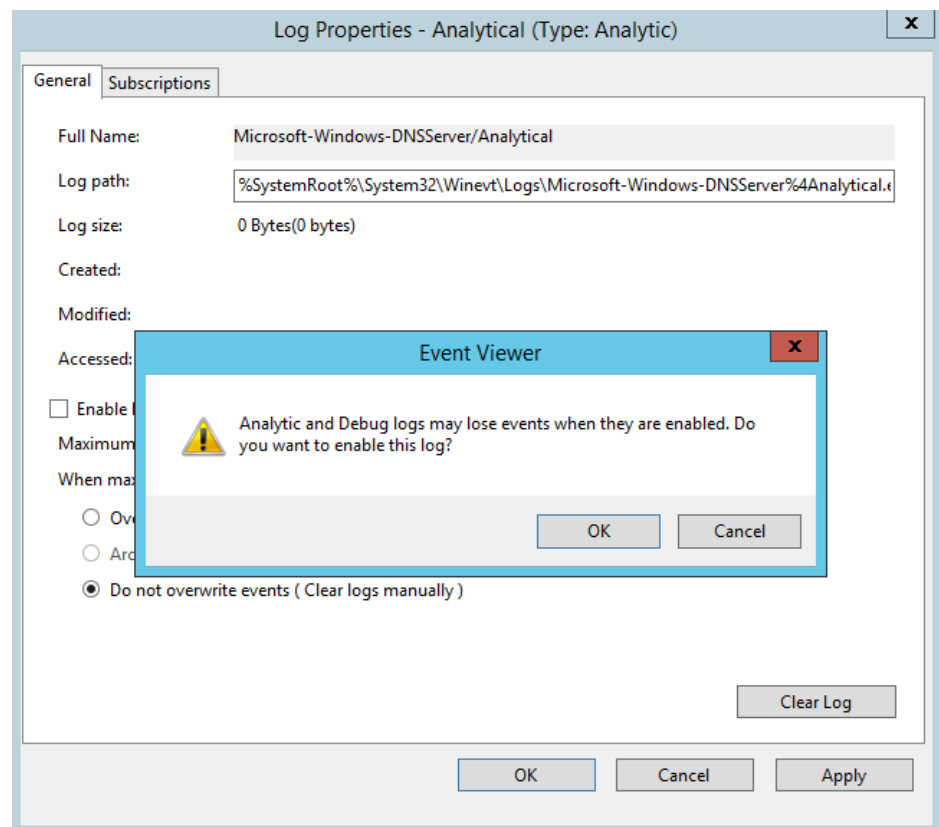 Log Properties - Analytical (Type: Analytic)
x
General Subscriptions
Full Name: Microsoft-Windows-DNSServer/Analytical
Log path: %SystemRoot%\System32\Winevt\Logs\Microsoft-Windows-DNSServer%4Analytical.e
Log size: 0 Bytes(0 bytes)
Created:
Modified:
Accessed:
Event Viewer
x
Enable
Analytic and Debug logs may lose events when they are enabled. Do
you want to enable this log?
Maximum
When
OK Cancel
Do not overwrite events ( Clear logs manually )
Clear Log
OK Cancel Apply